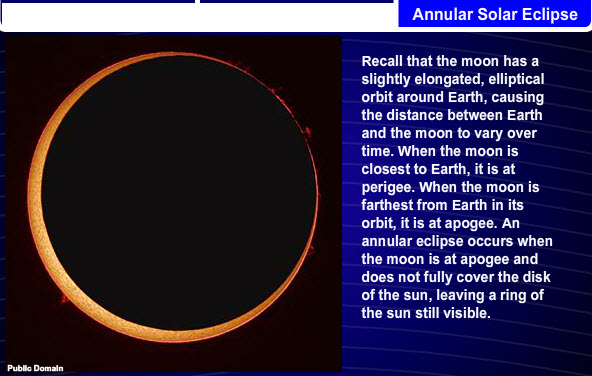 Annular Solar Eclipse
Recall that the moon has a
slightly elongated, elliptical
orbit around Earth, causing
the distance between Earth
and the moon to vary over
time. When the moon is
closest to Earth, it is at
perigee. When the moon is
farthest from Earth in its
orbit, it is at apogee. An
annular eclipse occurs when
the moon is at apogee and
does not fully cover the disk
of the sun, leaving a ring of
the sun still visible.
Public Domain